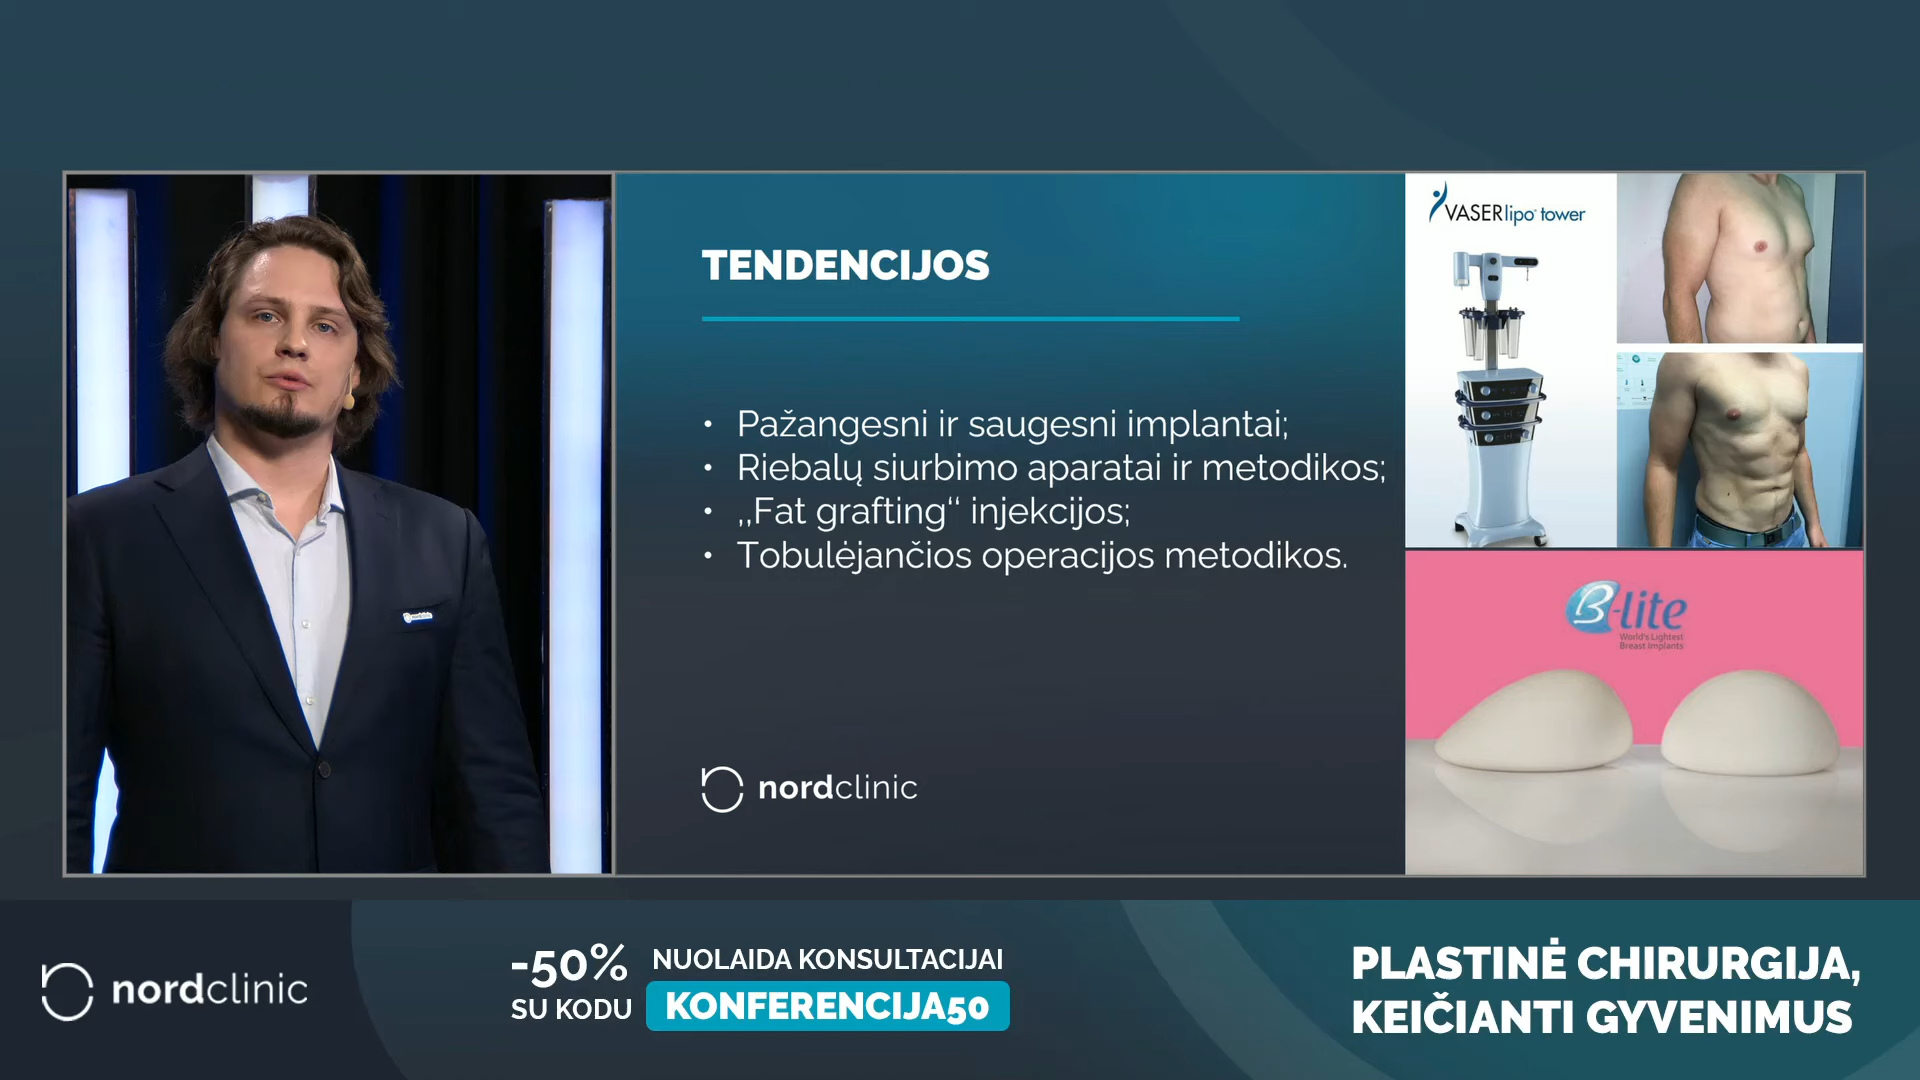 TENDENCIJOS
• Pažangesni ir saugesni implantai;
• Riebalų siurbimo aparatai ir metodikos;
• ,,Fat grafting“ injekcijos;
• Tobulėjančios operacijos metodikos.
nordclinic
VASERlipo® tower
B-lite
World's Lightest
Breast Implants
nordclinic
-50% NUOLAIDA KONSULTACIJAI
SU KODU KONFERENCIJA50
PLASTINĖ CHIRURGIJA,
KEIČIANTI GYVENIMUS